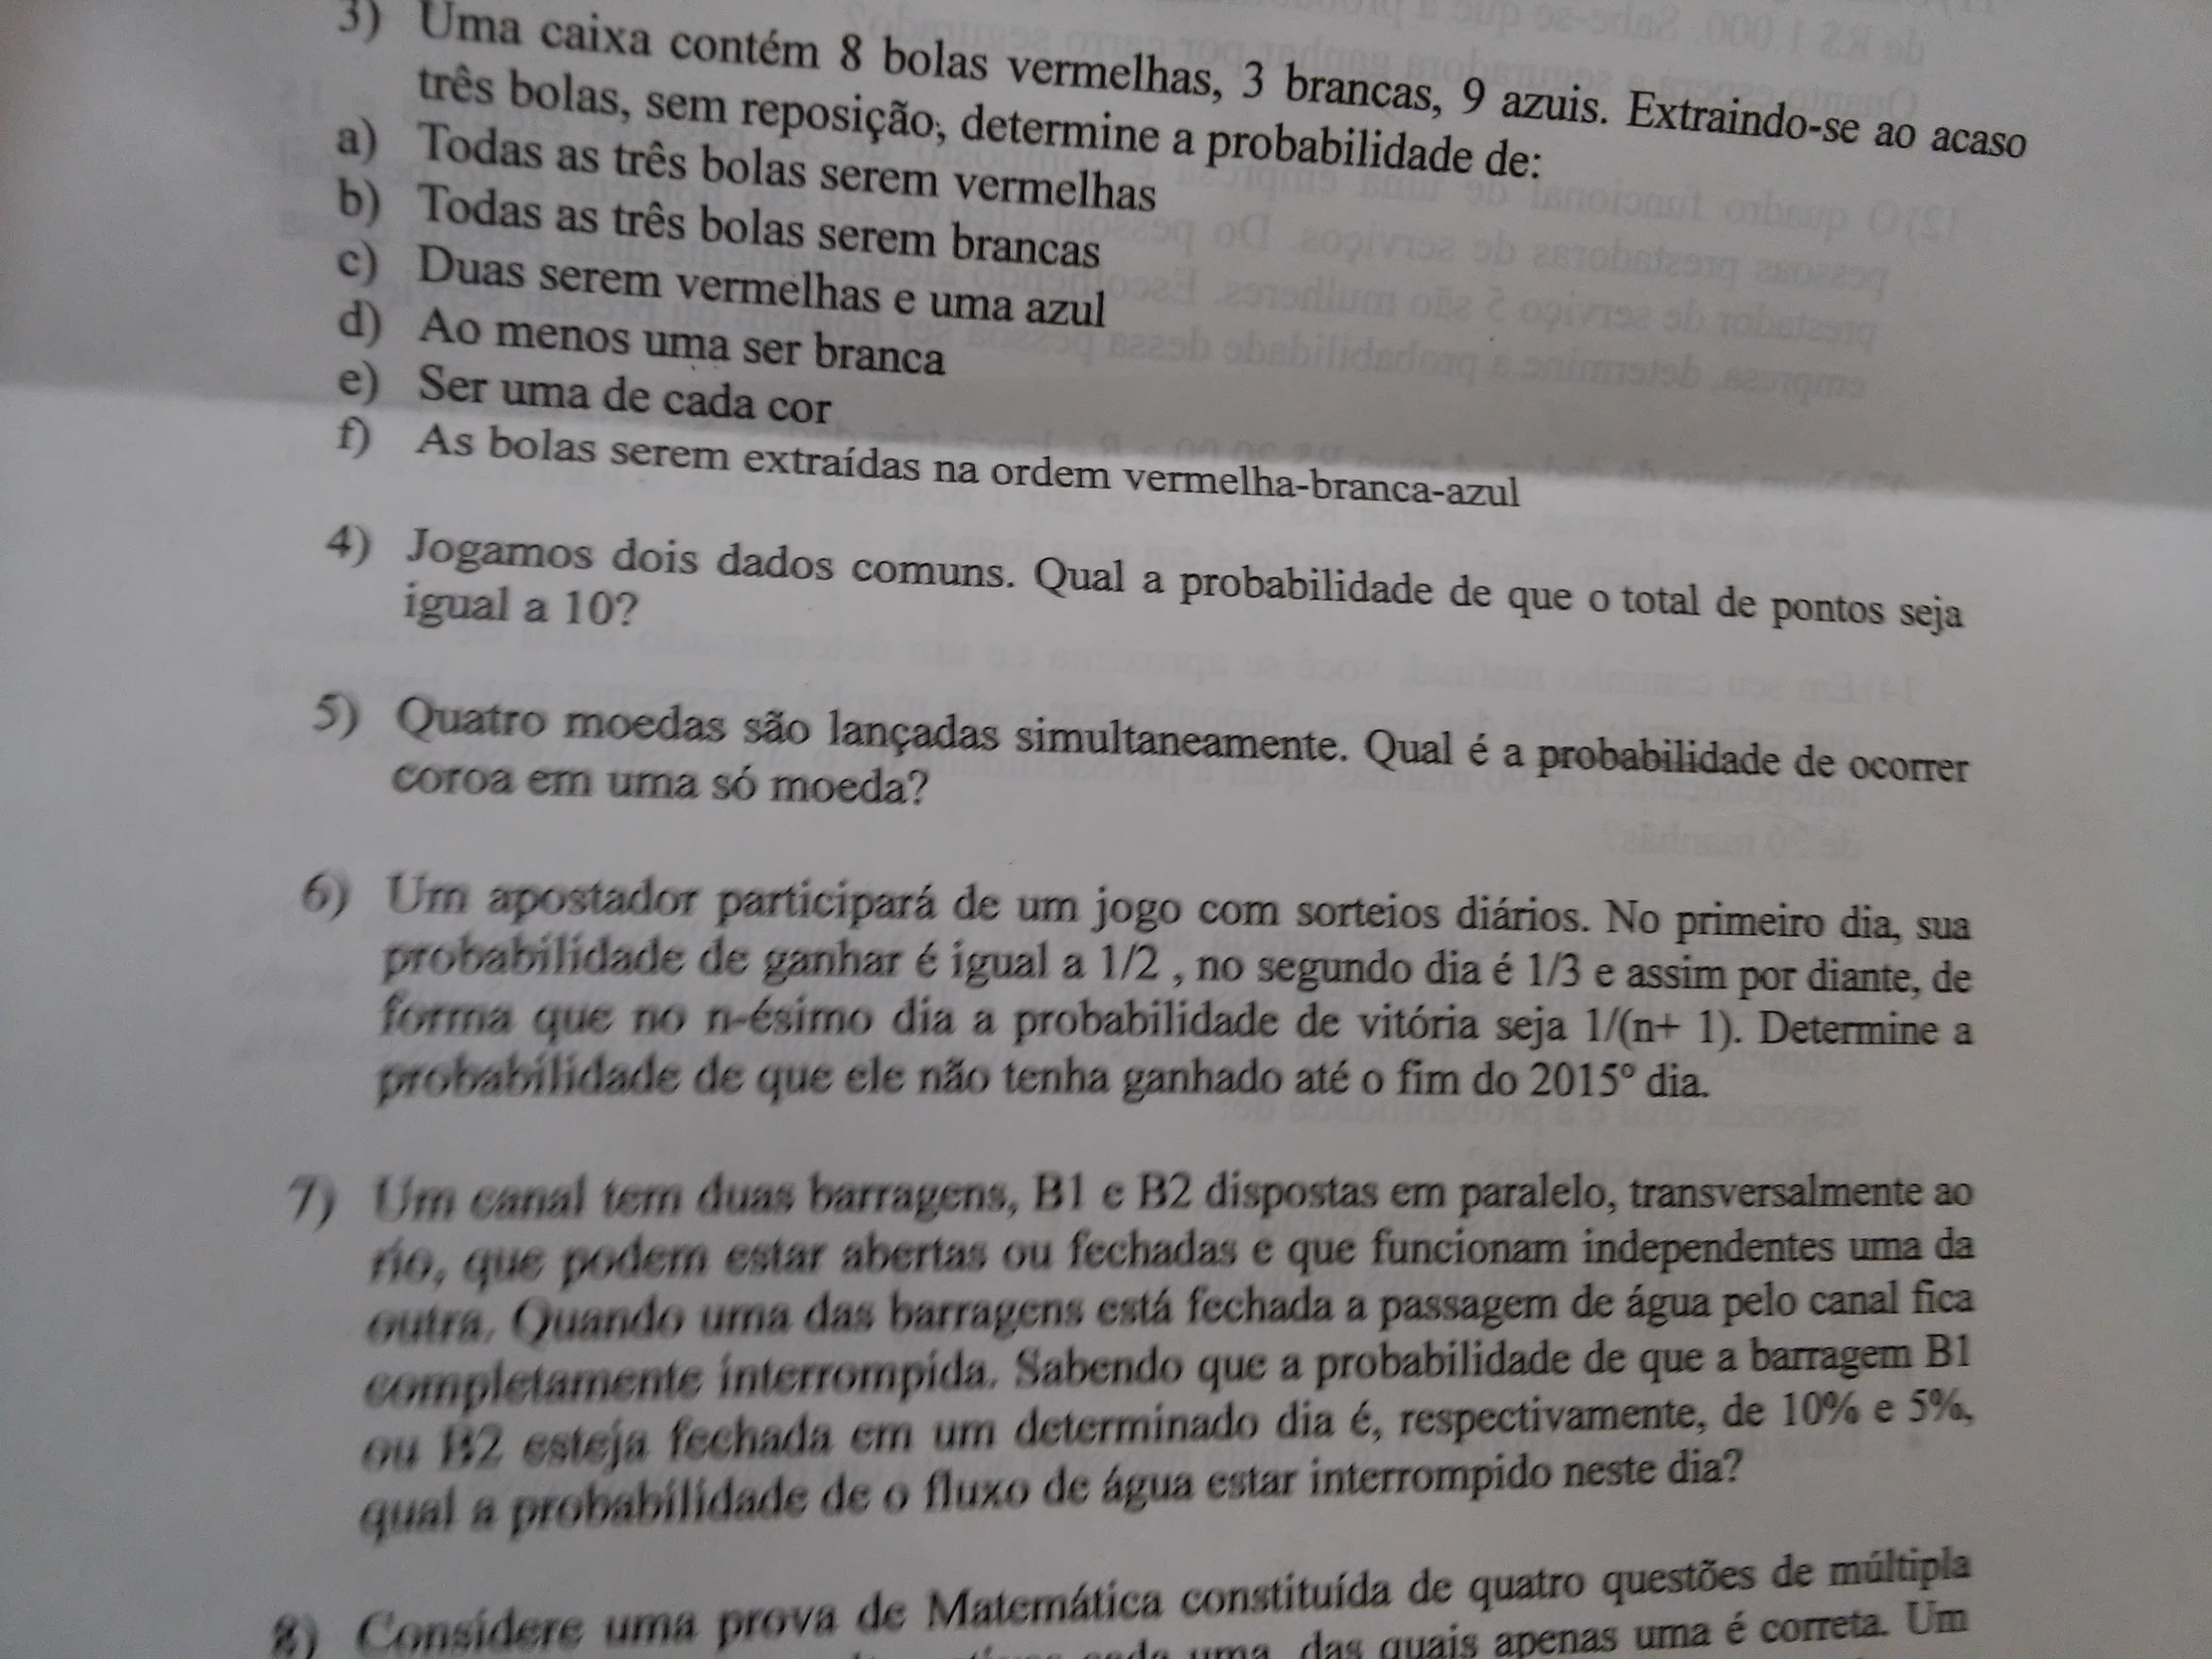 3) Uma caixa contém 8 bolas vermelhas, 3 brancas, 9 azuis. Extraindo-se ao acaso
três bolas, sem reposição, determine a probabilidade de:
a) Todas as três bolas serem vermelhas
b) Todas as três bolas serem brancas
c) Duas serem vermelhas e uma azul
d) Ao menos uma ser branca
e) Ser uma de cada cor
f) As bolas serem extraídas na ordem vermelha-branca-azul
4) Jogamos dois dados comuns. Qual a probabilidade de que o total de pontos seja
igual a 10?
5) Quatro moedas são lançadas simultaneamente. Qual é a probabilidade de ocorrer
coroa em uma só moeda?
6) Um apostador participará de um jogo com sorteios diários. No primeiro dia, sua
probabilidade de ganhar é igual a 1/2 , no segundo dia é 1/3 e assim por diante, de
forma que no n-ésimo dia a probabilidade de vitória seja 1/(n+ 1). Determine a
probabilidade de que ele não tenha ganhado até o fim do 2015º dia.
7) Um canal tem duas barragens, B1 e B2 dispostas em paralelo, transversalmente ao
rio, que podem estar abertas ou fechadas e que funcionam independentes uma da
outra. Quando uma das barragens está fechada a passagem de água pelo canal fica
completamente interrompida. Sabendo que a probabilidade de que a barragem B1
ou B2 esteja fechada em um determinado dia é, respectivamente, de 10% e 5%,
qual a probabilidade de o fluxo de água estar interrompido neste dia?
8) Considere uma prova de Matemática constituída de quatro questões de múltipla
cada uma, das quais apenas uma é correta. Um